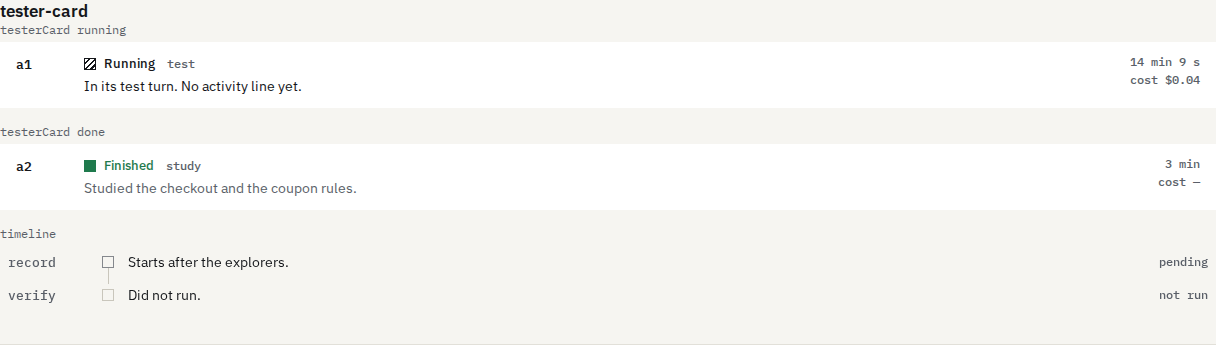 tester-card
testerCard running
a1 Running test 14 min 9 s
In its test turn. No activity line yet. cost $0.04
testerCard done
a2 Finished study 3 min
Studied the checkout and the coupon rules. cost —
timeline
record Starts after the explorers. pending
verify Did not run. not run